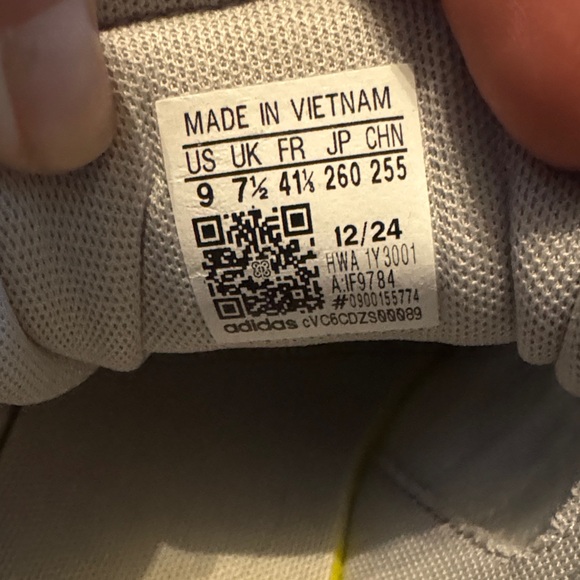 MADE IN VIETNAM
US UK FR JP CHN
9 7½ 41⅓ 260 255
12/24
HWA 1Y3001
A:IF9784
#0900155774
adidas cVC6CDZS00089